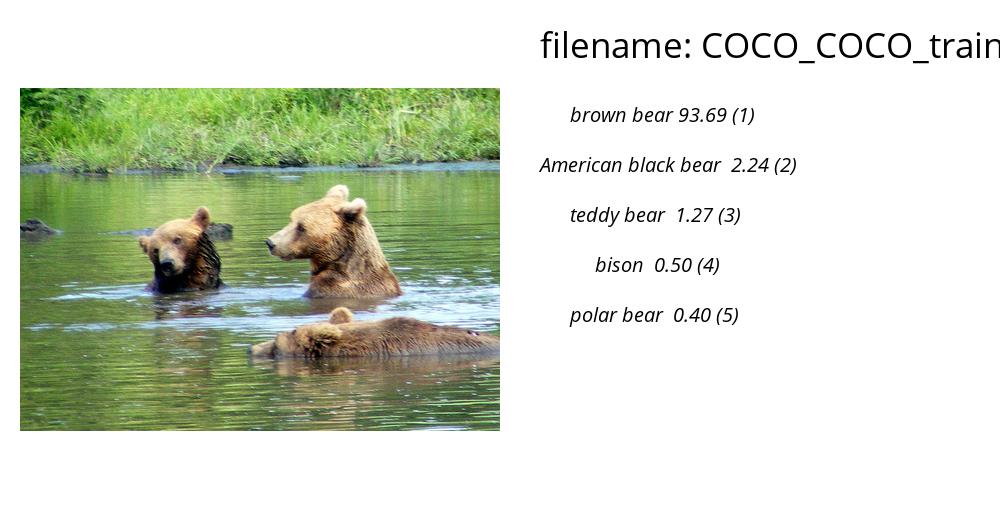 filename: COCO_COCO_train
brown bear 93.69 (1)
American black bear 2.24 (2)
teddy bear 1.27 (3)
bison 0.50 (4)
polar bear 0.40 (5)